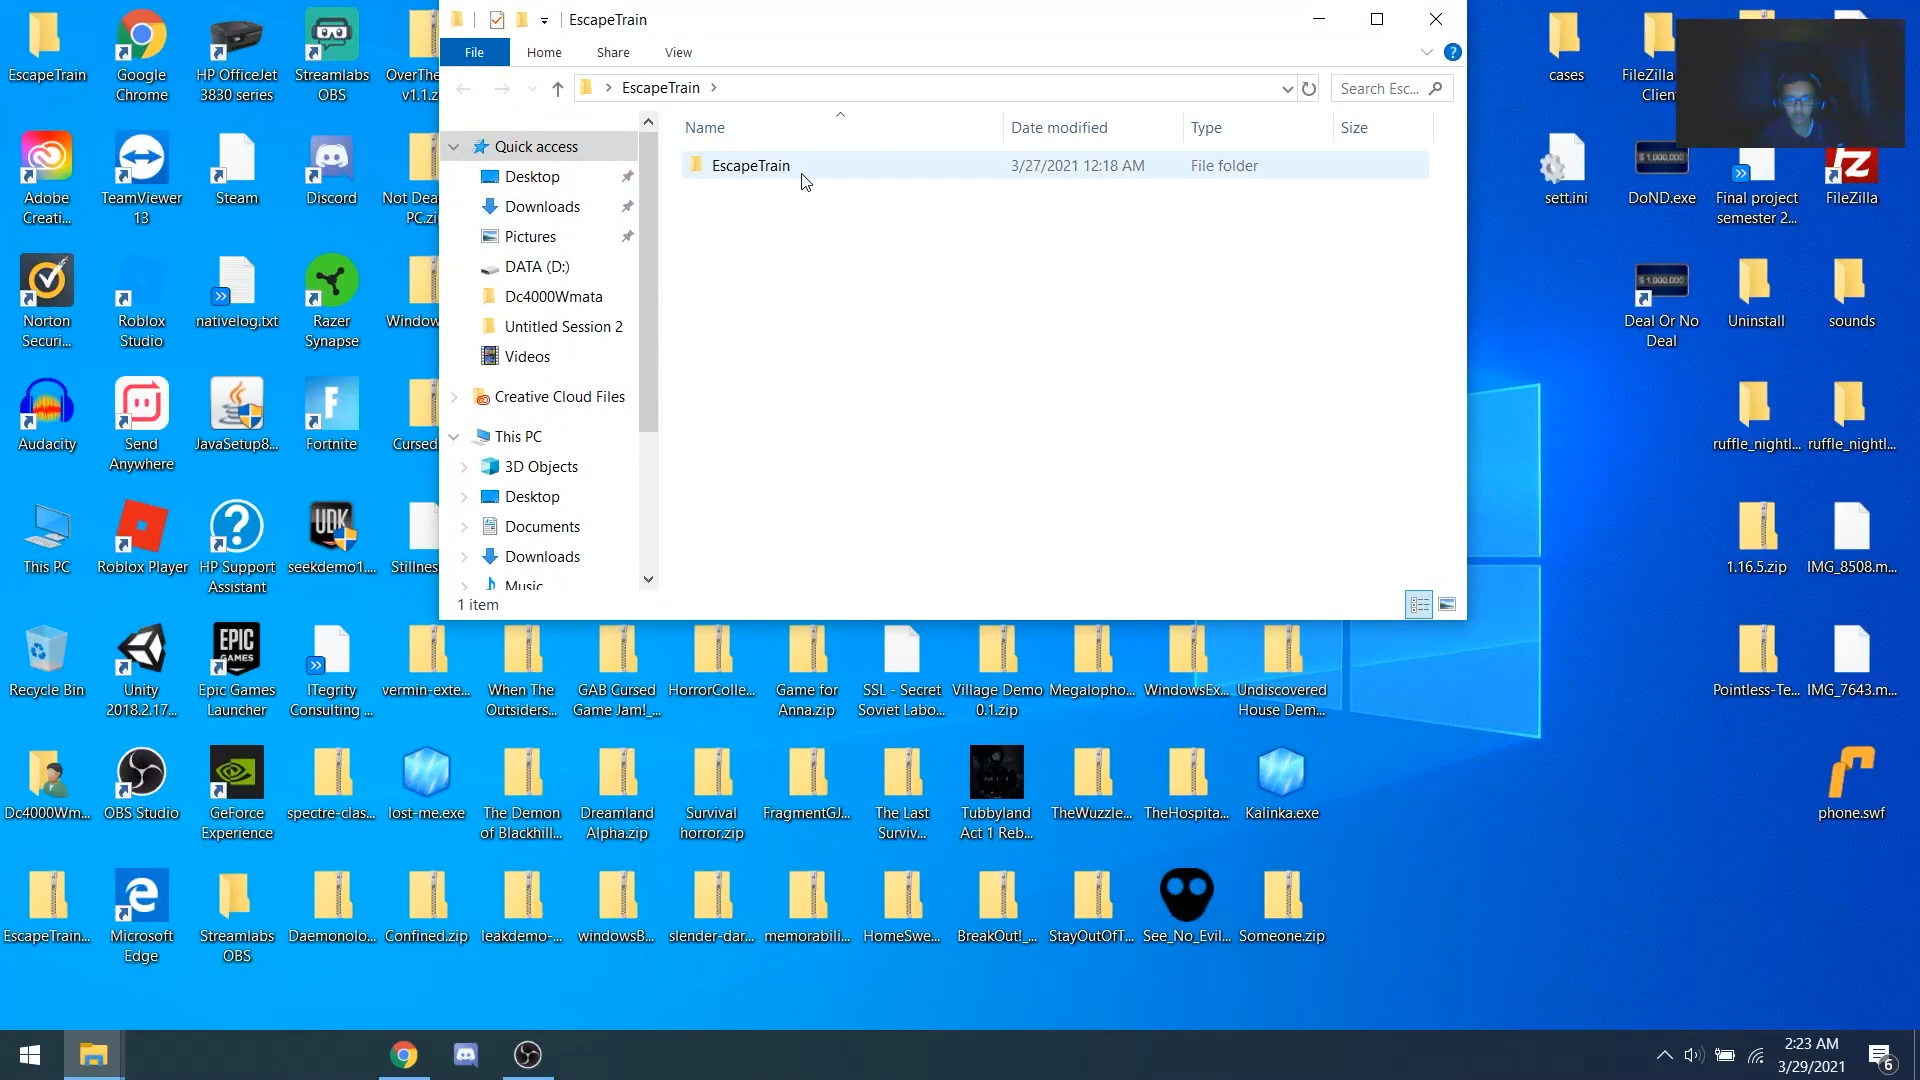 EscapeTrain
File
Home
Share
View
EscapeTrain
Search Esc...
Name
Date modified
Type
Size
EscapeTrain
3/27/2021 12:18 AM
File folder
Quick access
Desktop
Downloads
Pictures
DATA (D:)
Dc4000Wmata
Untitled Session 2
Videos
Creative Cloud Files
This PC
3D Objects
Desktop
Documents
Downloads
Music
1 item
EscapeTrain
Google
Chrome
HP OfficeJet
3830 series
Streamlabs
OBS
OverThe
v1.1.z
cases
FileZilla
Clien
Adobe
Creati...
TeamViewer
13
Steam
Discord
Not Dea
PC.zi
sett.ini
$ 1,000,000
DoND.exe
Final project
semester 2...
FileZilla
Norton
Securi...
Roblox
Studio
nativelog.txt
Razer
Synapse
Window
$ 1,000,000
Deal Or No
Deal
Uninstall
sounds
Audacity
Send
Anywhere
JavaSetup8...
Fortnite
Cursed
ruffle_nightl...
ruffle_nightl...
This PC
Roblox Player
HP Support
Assistant
UDK
seekdemo1....
Stillnes
1.16.5.zip
IMG_8508.m...
Recycle Bin
Unity
2018.2.17...
EPIC
GAMES
Epic Games
Launcher
ITegrity
Consulting ...
vermin-exte...
When The
Outsiders...
GAB Cursed
Game Jam!_...
HorrorColle...
Game for
Anna.zip
SSL - Secret
Soviet Labo...
Village Demo
0.1.zip
Megalopho...
WindowsEx...
Undiscovered
House Dem...
Pointless-Te...
IMG_7643.m...
Dc4000Wm...
OBS Studio
GeForce
Experience
spectre-clas...
lost-me.exe
The Demon
of Blackhill...
Dreamland
Alpha.zip
Survival
horror.zip
FragmentGJ...
The Last
Surviv...
Tubbyland
Act 1 Reb...
TheWuzzle...
TheHospita...
Kalinka.exe
phone.swf
EscapeTrain...
Microsoft
Edge
Streamlabs
OBS
Daemonolo...
Confined.zip
leakdemo-...
windowsB...
slender-dar...
memorabili...
HomeSwe...
BreakOut!_...
StayOutOfT...
See_No_Evil...
Someone.zip
2:23 AM
3/29/2021
6